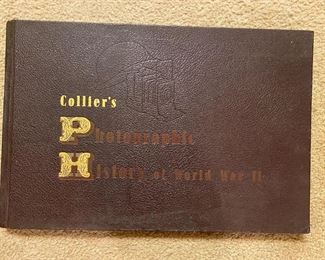 Collier's
Photographic
History of World War II